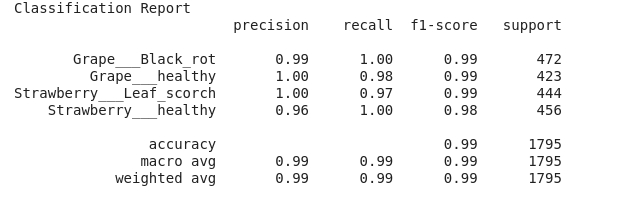 Classification Report
precision recall f1-score support
Grape___Black_rot 0.99 1.00 0.99 472
Grape___healthy 1.00 0.98 0.99 423
Strawberry___Leaf_scorch 1.00 0.97 0.99 444
Strawberry___healthy 0.96 1.00 0.98 456
accuracy 0.99 1795
macro avg 0.99 0.99 0.99 1795
weighted avg 0.99 0.99 0.99 1795